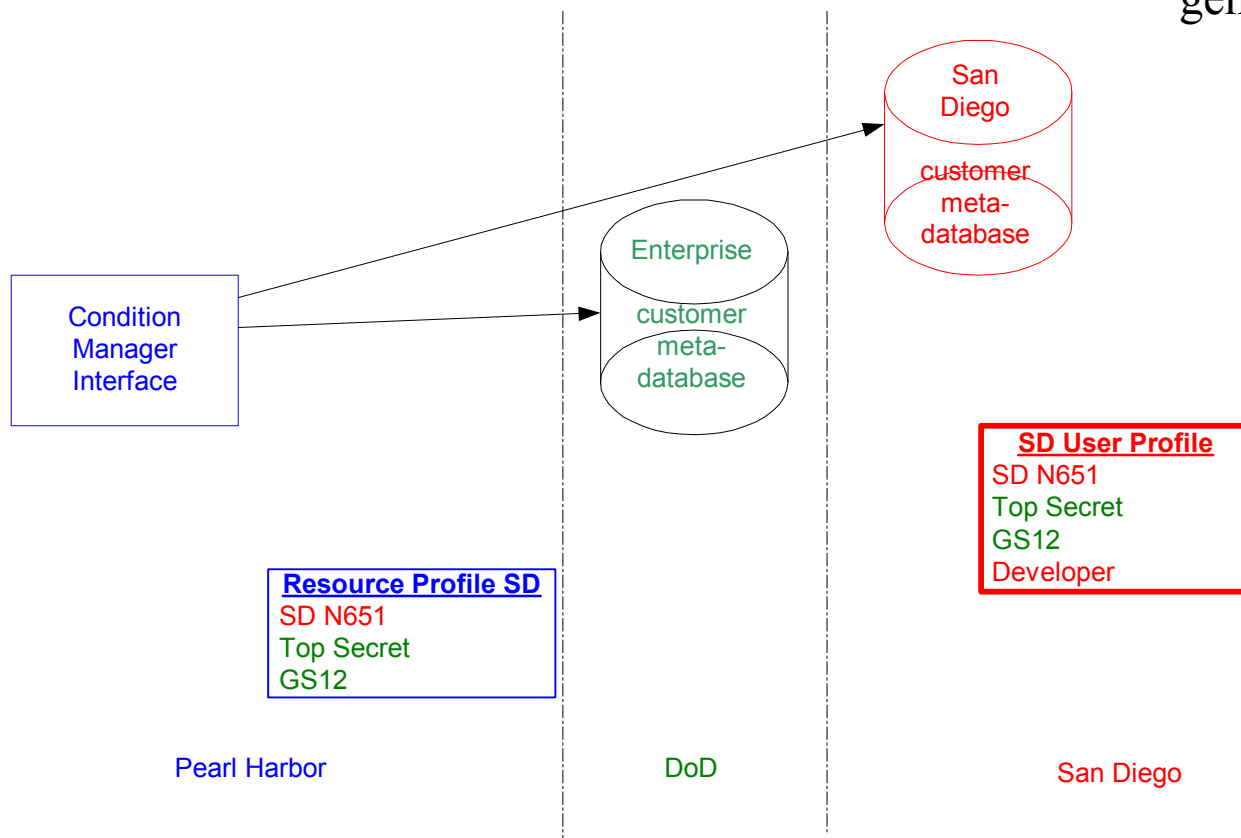 gen
San
Diego
customer
meta-
database
Enterprise
customer
meta-
database
Condition
Manager
Interface
SD User Profile
SD N651
Top Secret
GS12
Developer
Resource Profile SD
SD N651
Top Secret
GS12
Pearl Harbor
DoD
San Diego